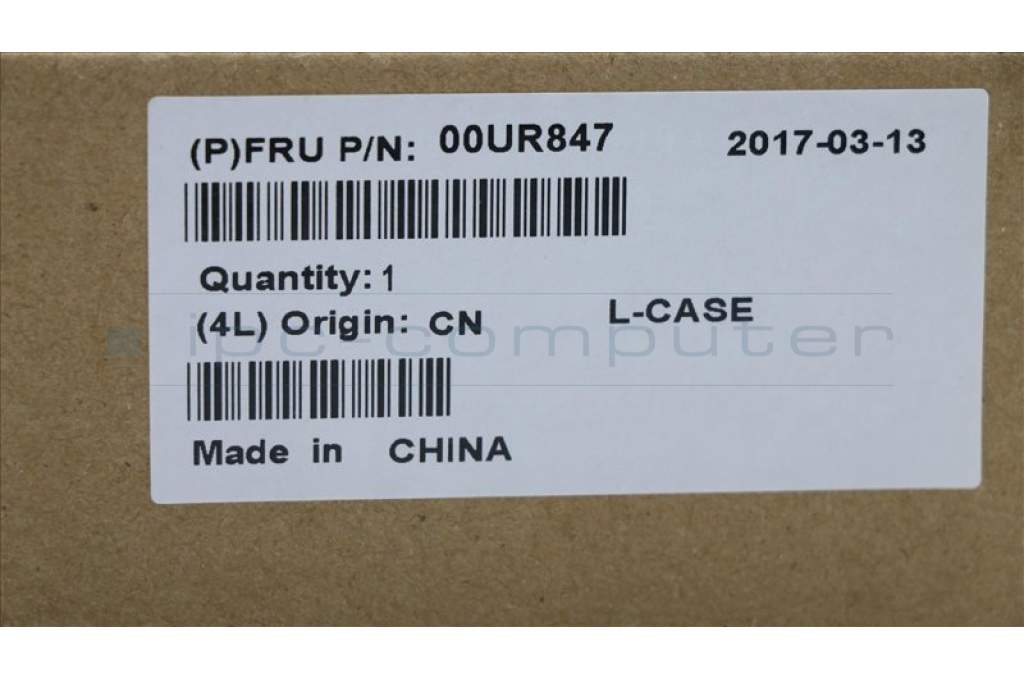 (P)FRU P/N: 00UR847 2017-03-13
Quantity: 1
(4L) Origin: CN L-CASE
ipc-computer
Made in CHINA